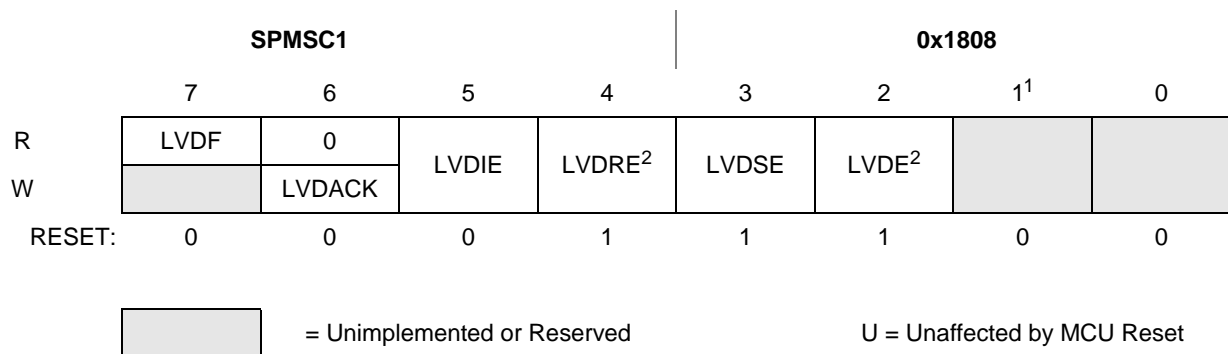 SPMSC1 0x1808
7 6 5 4 3 2 1¹ 0
R LVDF 0 LVDIE LVDRE² LVDSE LVDE²
W LVDACK
RESET: 0 0 0 1 1 1 0 0
= Unimplemented or Reserved U = Unaffected by MCU Reset